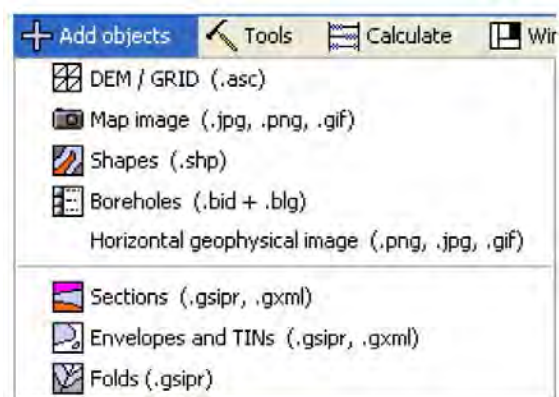 Add objects Tools Calculate Wir
DEM / GRID (.asc)
Map image (.jpg, .png, .gif)
Shapes (.shp)
Boreholes (.bid + .blg)
Horizontal geophysical image (.png, .jpg, .gif)
Sections (.gsipr, .gxml)
Envelopes and TINs (.gsipr, .gxml)
Folds (.gsipr)